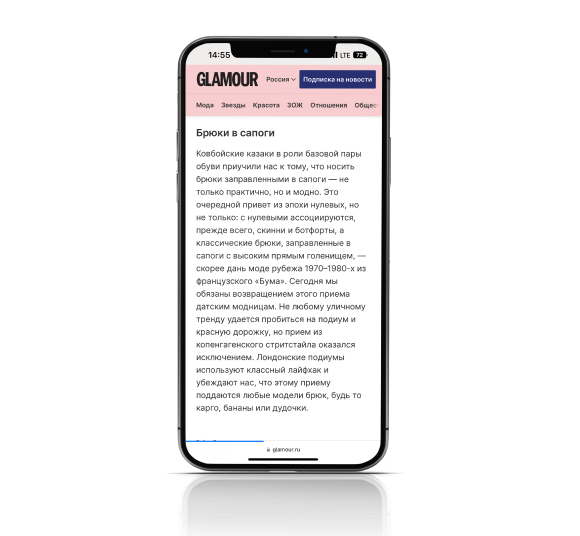 14:55
LTE 72
GLAMOUR Россия Подписка на новости
Мода Звезды Красота ЗОЖ Отношения Общес
Брюки в сапоги
Ковбойские казаки в роли базовой пары
обуви приучили нас к тому, что носить
брюки заправленными в сапоги — не
только практично, но и модно. Это
очередной привет из эпохи нулевых, но
не только: с нулевыми ассоциируются,
прежде всего, скинни и ботфорты, а
классические брюки, заправленные в
сапоги с высоким прямым голенищем, —
скорее дань моде рубежа 1970–1980-х из
французского «Бума». Сегодня мы
обязаны возвращением этого приема
датским модницам. Не любому уличному
тренду удается пробиться на подиум и
красную дорожку, но прием из
копенгагенского стритстайла оказался
исключением. Лондонские подиумы
используют классный лайфхак и
убеждают нас, что этому приему
поддаются любые модели брюк, будь то
карго, бананы или дудочки.
glamour.ru